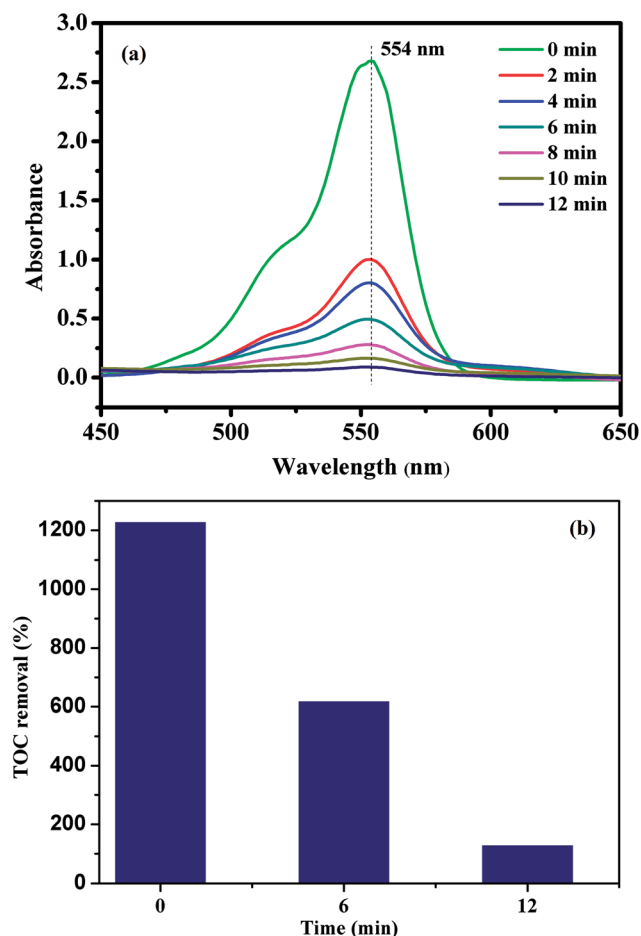 (a)
554 nm
0 min
2 min
4 min
6 min
8 min
10 min
12 min
3.0
2.5
2.0
1.5
1.0
0.5
0.0
Absorbance
450 500 550 600 650
Wavelength (nm)
(b)
1200
1000
800
600
400
200
0
TOC removal (%)
0 6 12
Time (min)